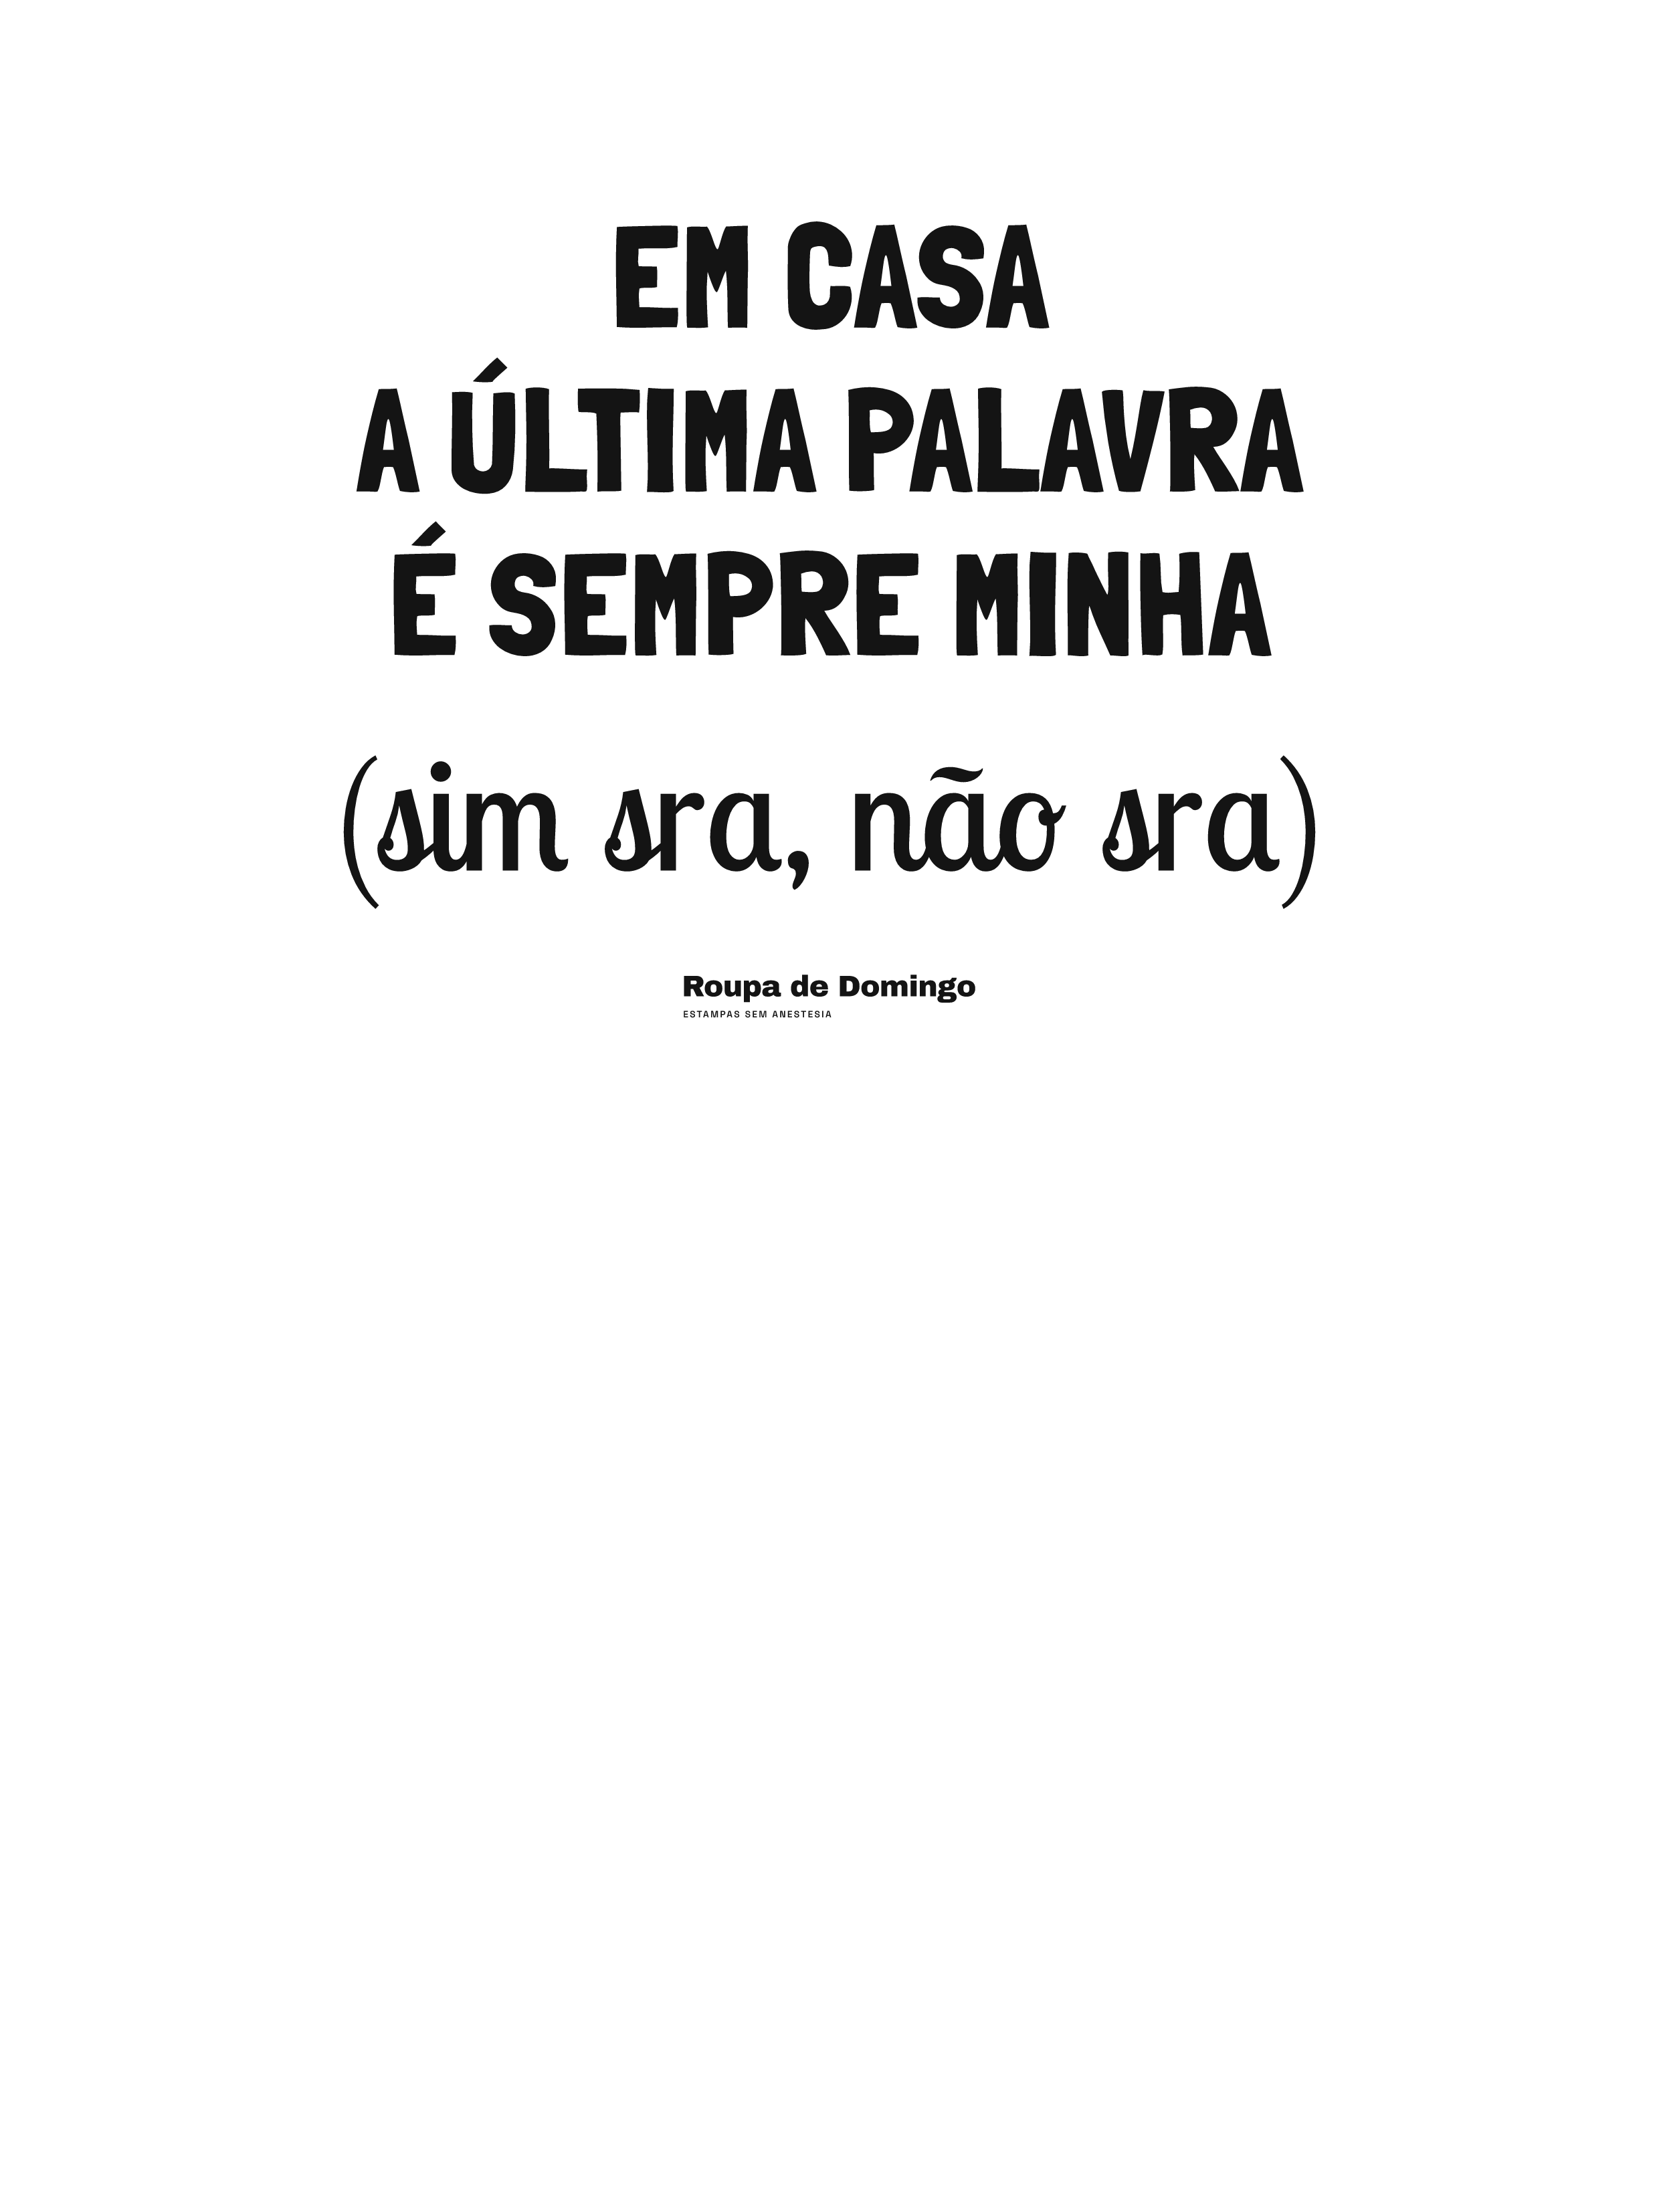 EM CASA
A ÚLTIMA PALAVRA
É SEMPRE MINHA
(sim sra, não sra)
Roupa de Domingo
ESTAMPAS SEM ANESTESIA